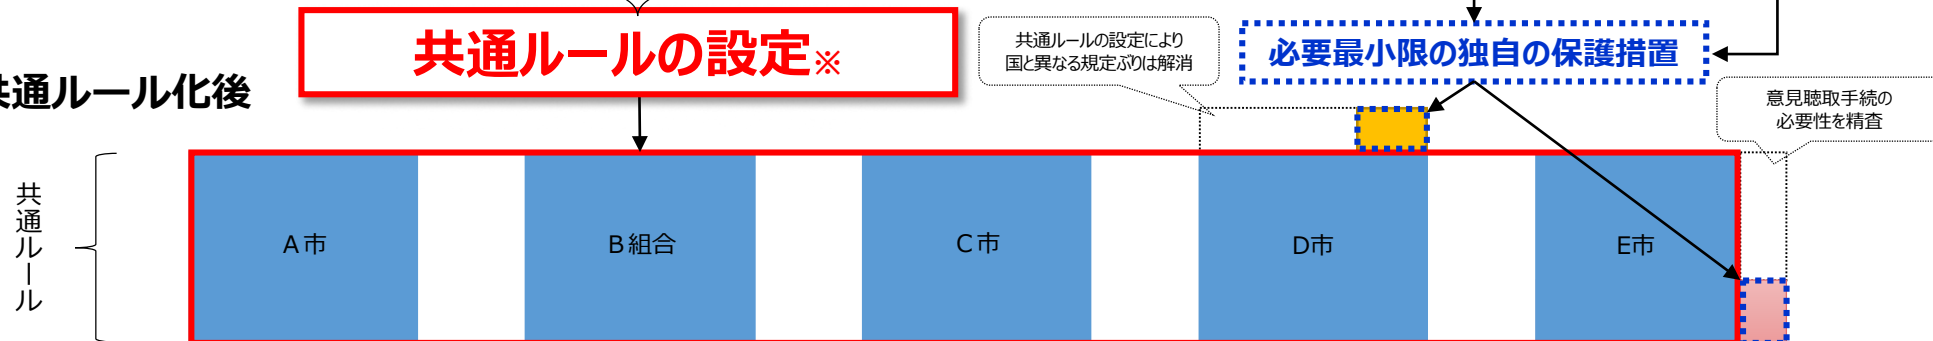 共通ルールの設定※
共通ルールの設定により
国と異なる規定ぶりは解消
必要最小限の独自の保護措置
共通ルール化後
意見聴取手続の
必要性を精査
共通ルール
A市
B組合
C市
D市
E市